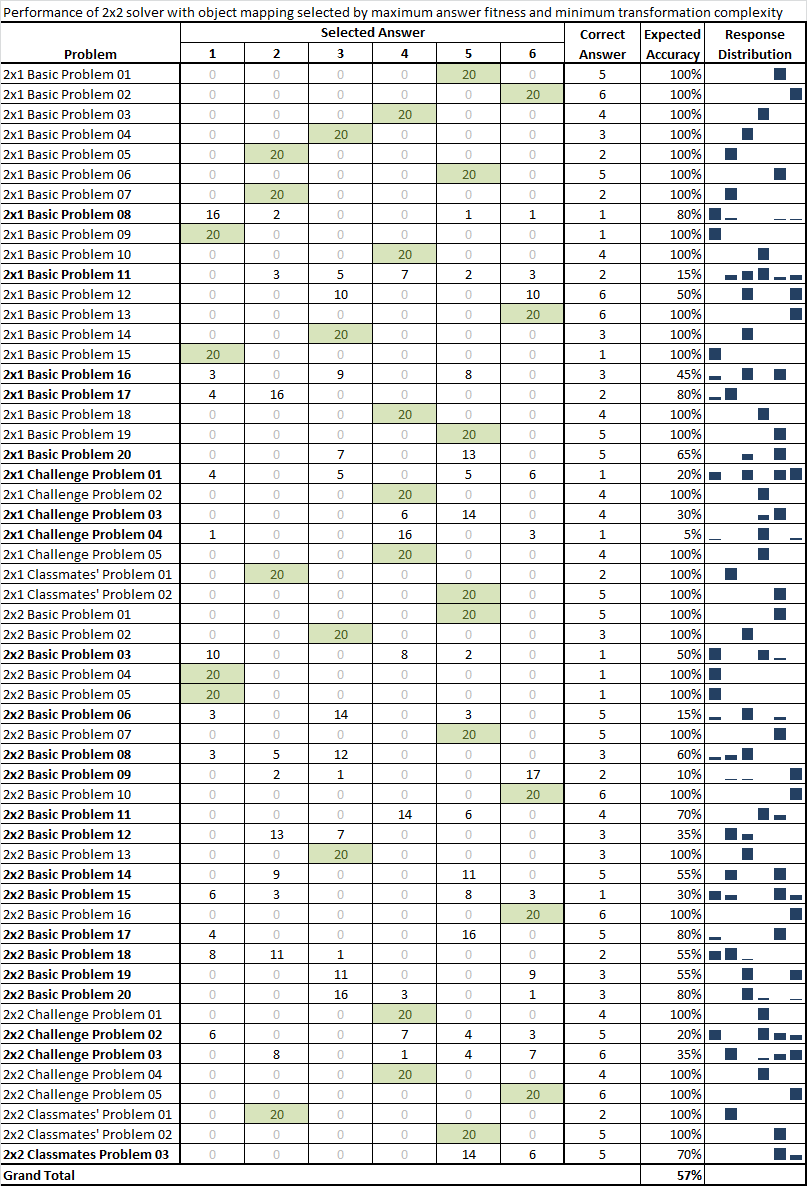 Performance of 2x2 solver with object mapping selected by maximum answer fitness and minimum transformation complexity
Selected Answer Correct Expected Response
Problem 1 2 3 4 5 6 Answer Accuracy Distribution
2x1 Basic Problem 01 0 0 0 0 20 0 5 100%
2x1 Basic Problem 02 0 0 0 0 0 20 6 100%
2x1 Basic Problem 03 0 0 0 20 0 0 4 100%
2x1 Basic Problem 04 0 0 20 0 0 0 3 100%
2x1 Basic Problem 05 0 20 0 0 0 0 2 100%
2x1 Basic Problem 06 0 0 0 0 20 0 5 100%
2x1 Basic Problem 07 0 20 0 0 0 0 2 100%
2x1 Basic Problem 08 16 2 0 0 1 1 1 80%
2x1 Basic Problem 09 20 0 0 0 0 0 1 100%
2x1 Basic Problem 10 0 0 0 20 0 0 4 100%
2x1 Basic Problem 11 0 3 5 7 2 3 2 15%
2x1 Basic Problem 12 0 0 10 0 0 10 6 50%
2x1 Basic Problem 13 0 0 0 0 0 20 6 100%
2x1 Basic Problem 14 0 0 20 0 0 0 3 100%
2x1 Basic Problem 15 20 0 0 0 0 0 1 100%
2x1 Basic Problem 16 3 0 9 0 8 0 3 45%
2x1 Basic Problem 17 4 16 0 0 0 0 2 80%
2x1 Basic Problem 18 0 0 0 20 0 0 4 100%
2x1 Basic Problem 19 0 0 0 0 20 0 5 100%
2x1 Basic Problem 20 0 0 7 0 13 0 5 65%
2x1 Challenge Problem 01 4 0 5 0 5 6 1 20%
2x1 Challenge Problem 02 0 0 0 20 0 0 4 100%
2x1 Challenge Problem 03 0 0 0 6 14 0 4 30%
2x1 Challenge Problem 04 1 0 0 16 0 3 1 5%
2x1 Challenge Problem 05 0 0 0 20 0 0 4 100%
2x1 Classmates' Problem 01 0 20 0 0 0 0 2 100%
2x1 Classmates' Problem 02 0 0 0 0 20 0 5 100%
2x2 Basic Problem 01 0 0 0 0 20 0 5 100%
2x2 Basic Problem 02 0 0 20 0 0 0 3 100%
2x2 Basic Problem 03 10 0 0 8 2 0 1 50%
2x2 Basic Problem 04 20 0 0 0 0 0 1 100%
2x2 Basic Problem 05 20 0 0 0 0 0 1 100%
2x2 Basic Problem 06 3 0 14 0 3 0 5 15%
2x2 Basic Problem 07 0 0 0 0 20 0 5 100%
2x2 Basic Problem 08 3 5 12 0 0 0 3 60%
2x2 Basic Problem 09 0 2 1 0 0 17 2 10%
2x2 Basic Problem 10 0 0 0 0 0 20 6 100%
2x2 Basic Problem 11 0 0 0 14 6 0 4 70%
2x2 Basic Problem 12 0 13 7 0 0 0 3 35%
2x2 Basic Problem 13 0 0 20 0 0 0 3 100%
2x2 Basic Problem 14 0 9 0 0 11 0 5 55%
2x2 Basic Problem 15 6 3 0 0 8 3 1 30%
2x2 Basic Problem 16 0 0 0 0 0 20 6 100%
2x2 Basic Problem 17 4 0 0 0 16 0 5 80%
2x2 Basic Problem 18 8 11 1 0 0 0 2 55%
2x2 Basic Problem 19 0 0 11 0 0 9 3 55%
2x2 Basic Problem 20 0 0 16 3 0 1 3 80%
2x2 Challenge Problem 01 0 0 0 20 0 0 4 100%
2x2 Challenge Problem 02 6 0 0 7 4 3 5 20%
2x2 Challenge Problem 03 0 8 0 1 4 7 6 35%
2x2 Challenge Problem 04 0 0 0 20 0 0 4 100%
2x2 Challenge Problem 05 0 0 0 0 0 20 6 100%
2x2 Classmates' Problem 01 0 20 0 0 0 0 2 100%
2x2 Classmates' Problem 02 0 0 0 0 20 0 5 100%
2x2 Classmates Problem 03 0 0 0 0 14 6 5 70%
Grand Total 57%